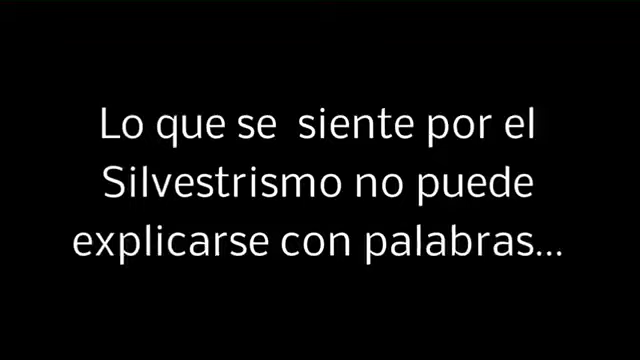 Lo que se  siente por el
Silvestrismo no puede
explicarse con palabras...